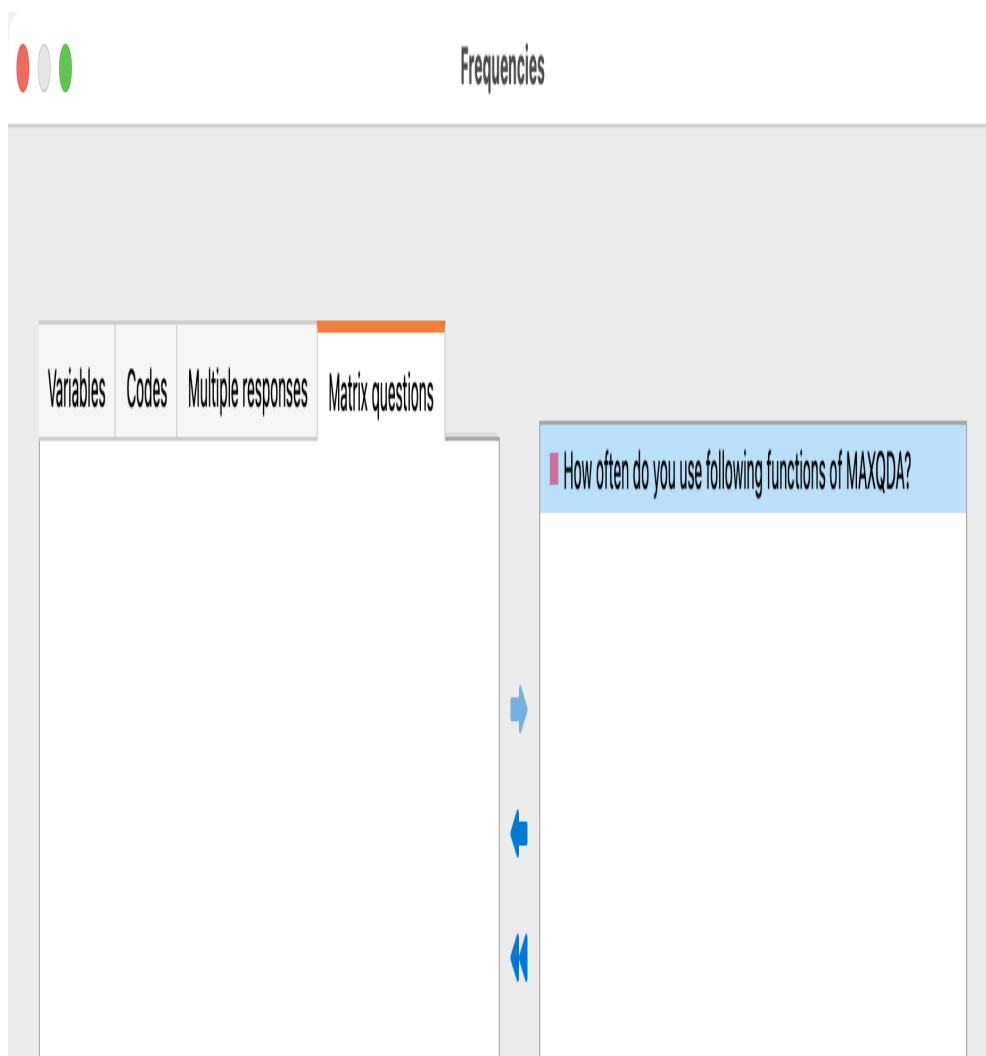 Frequencies
Variables Codes Multiple responses Matrix questions
How often do you use following functions of MAXQDA?